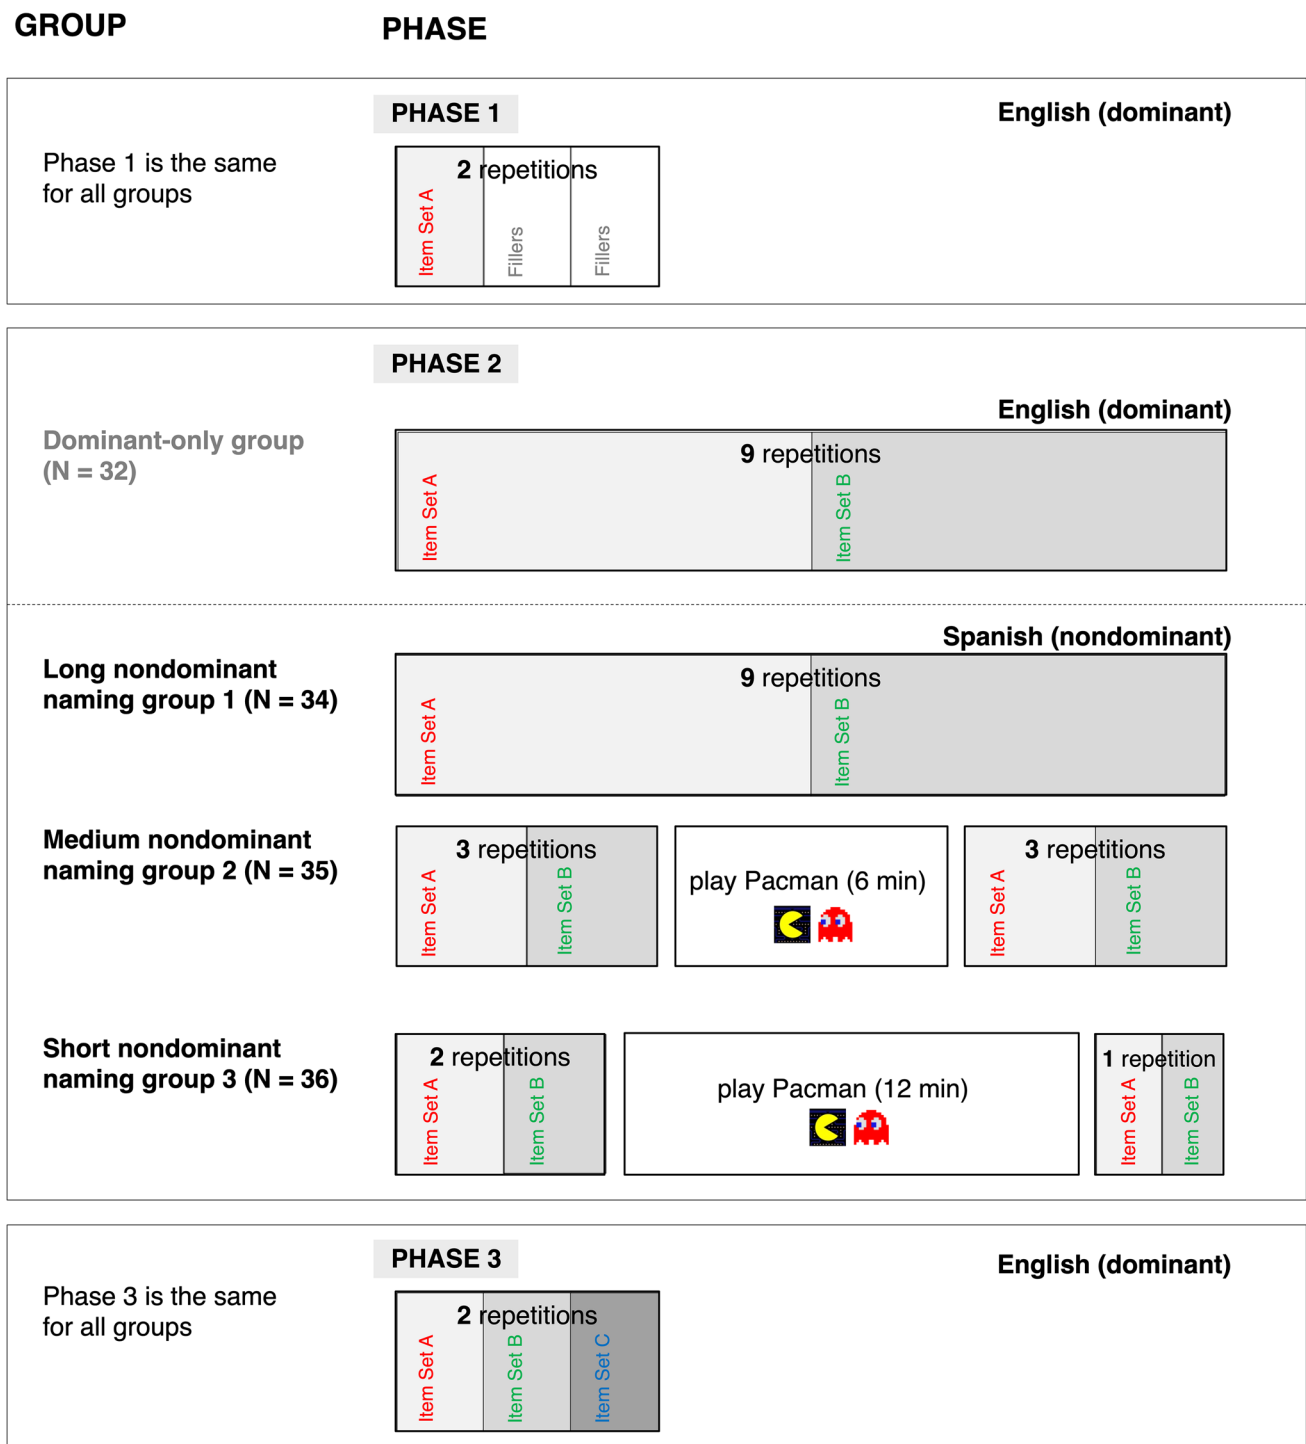 GROUP
PHASE
PHASE 1
English (dominant)
Phase 1 is the same
for all groups
2 repetitions
Item Set A
Fillers
Fillers
PHASE 2
English (dominant)
Dominant-only group
(N = 32)
9 repetitions
Item Set A
Item Set B
Spanish (nondominant)
Long nondominant
naming group 1 (N = 34)
9 repetitions
Item Set A
Item Set B
Medium nondominant
naming group 2 (N = 35)
3 repetitions
Item Set A
Item Set B
play Pacman (6 min)
3 repetitions
Item Set A
Item Set B
Short nondominant
naming group 3 (N = 36)
2 repetitions
Item Set A
Item Set B
play Pacman (12 min)
1 repetition
Item Set A
Item Set B
PHASE 3
English (dominant)
Phase 3 is the same
for all groups
2 repetitions
Item Set A
Item Set B
Item Set C